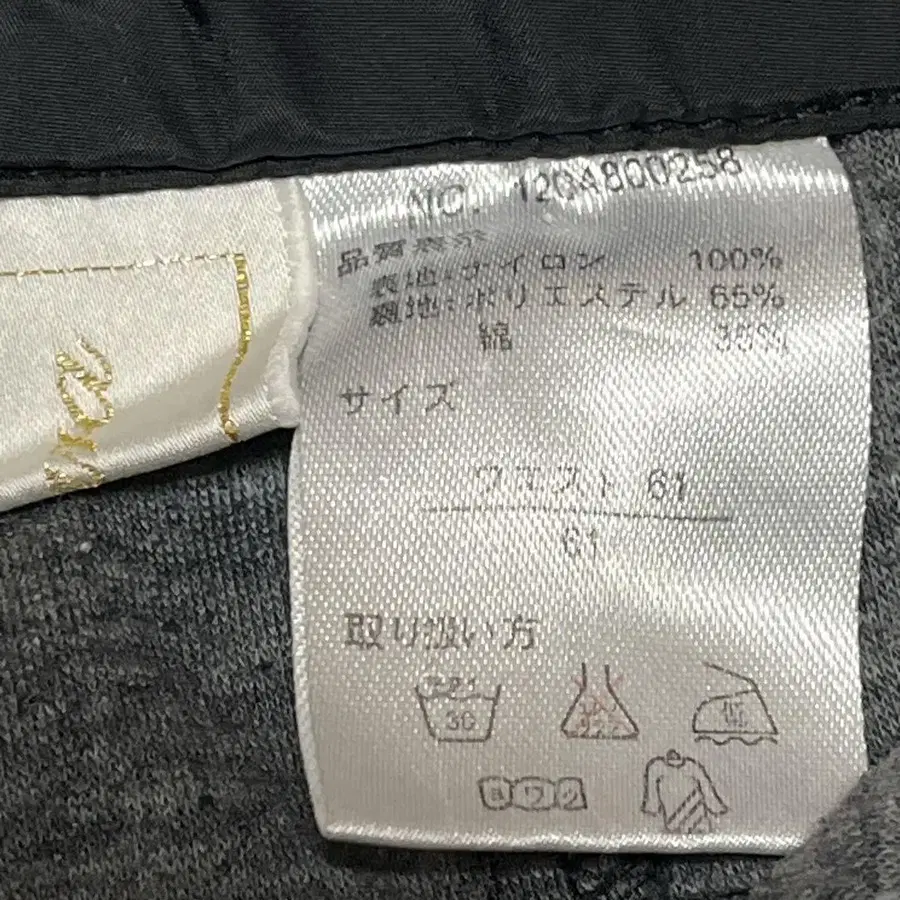 NO. 1204800258
品質表示
表地:ナイロン 100%
裏地:ポリエステル 65%
綿 35%
サイズ
ウエスト 61
61
取り扱い方
30